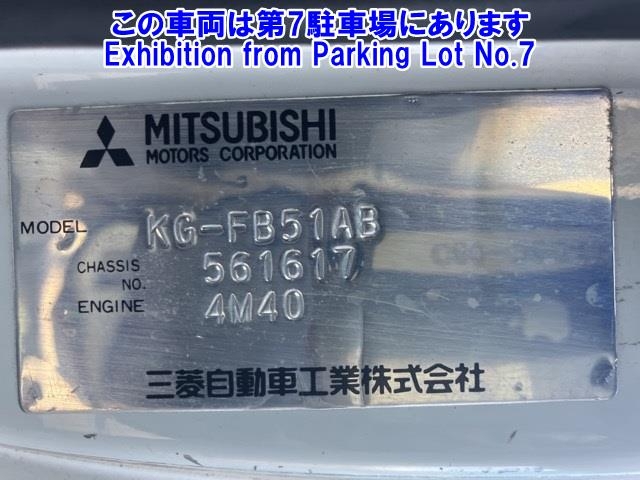 この車両は第7駐車場にあります
Exhibition from Parking Lot No.7
MITSUBISHI
MOTORS CORPORATION
MODEL KG-FB51AB
CHASSIS NO. 561617
ENGINE 4M40
三菱自動車工業株式会社